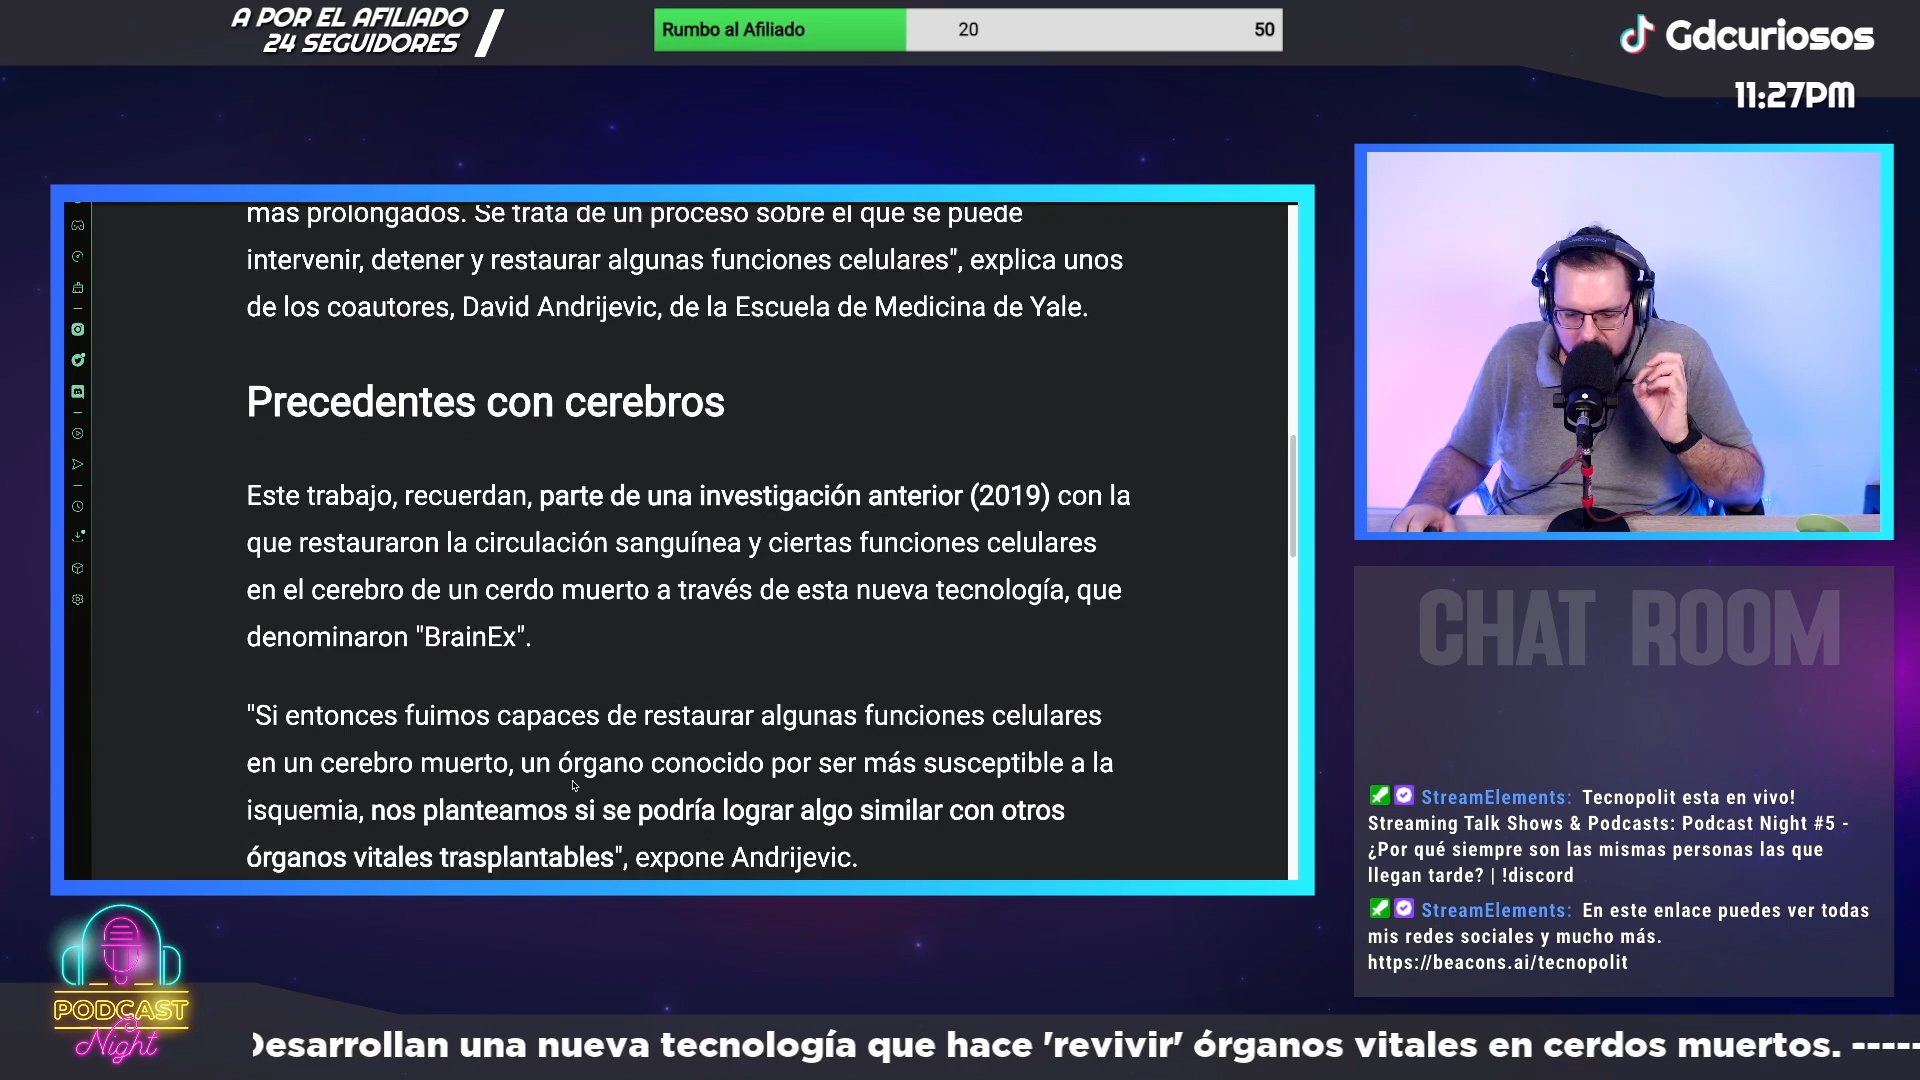 A POR EL AFILIADO
24 SEGUIDORES
Rumbo al Afiliado 20 50
Gdcuriosos
11:27PM
más prolongados. Se trata de un proceso sobre el que se puede
intervenir, detener y restaurar algunas funciones celulares", explica unos
de los coautores, David Andrijevic, de la Escuela de Medicina de Yale.
Precedentes con cerebros
Este trabajo, recuerdan, parte de una investigación anterior (2019) con la
que restauraron la circulación sanguínea y ciertas funciones celulares
en el cerebro de un cerdo muerto a través de esta nueva tecnología, que
denominaron "BrainEx".
"Si entonces fuimos capaces de restaurar algunas funciones celulares
en un cerebro muerto, un órgano conocido por ser más susceptible a la
isquemia, nos planteamos si se podría lograr algo similar con otros
órganos vitales trasplantables", expone Andrijevic.
CHAT ROOM
StreamElements: Tecnopolit esta en vivo!
Streaming Talk Shows & Podcasts: Podcast Night #5 -
¿Por qué siempre son las mismas personas las que
llegan tarde? | !discord
StreamElements: En este enlace puedes ver todas
mis redes sociales y mucho más.
https://beacons.ai/tecnopolit
PODCAST
Night
Desarrollan una nueva tecnología que hace 'revivir' órganos vitales en cerdos muertos. -----